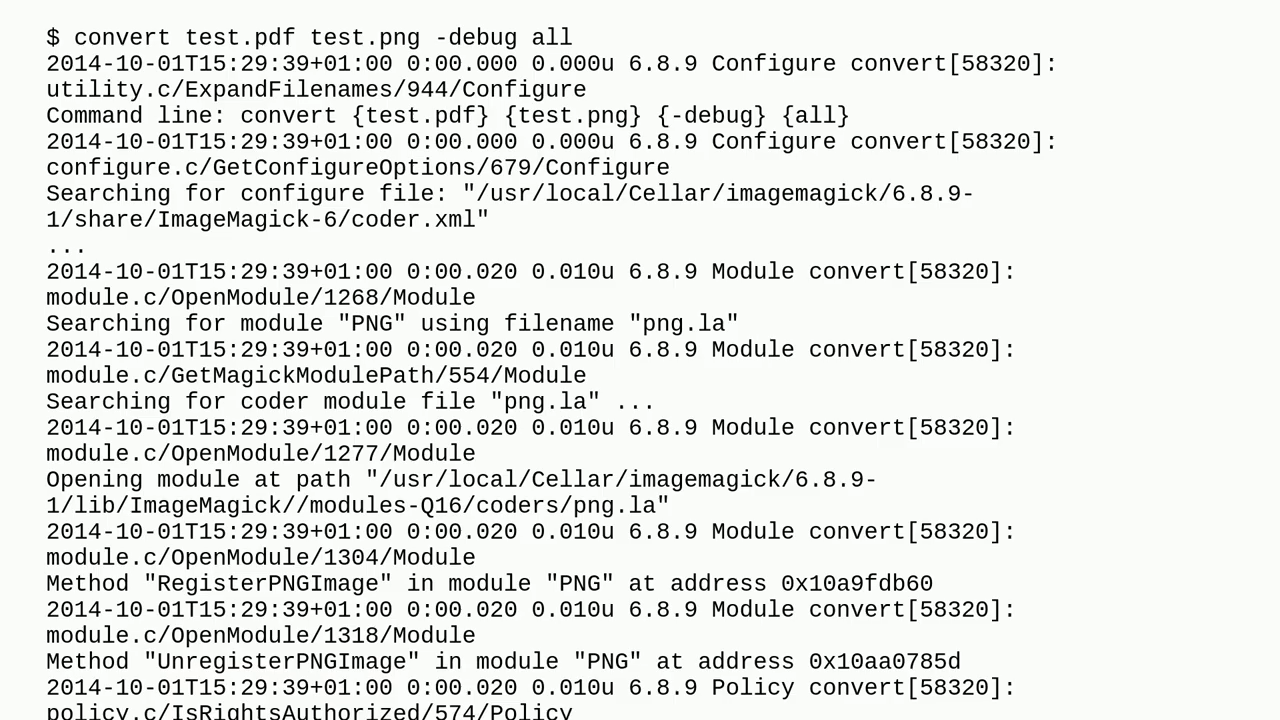 $ convert test.pdf test.png -debug all
2014-10-01T15:29:39+01:00 0:00.000 0.000u 6.8.9 Configure convert[58320]:
utility.c/ExpandFilenames/944/Configure
Command line: convert {test.pdf} {test.png} {-debug} {all}
2014-10-01T15:29:39+01:00 0:00.000 0.000u 6.8.9 Configure convert[58320]:
configure.c/GetConfigureOptions/679/Configure
Searching for configure file: "/usr/local/Cellar/imagemagick/6.8.9-
1/share/ImageMagick-6/coder.xml"
...
2014-10-01T15:29:39+01:00 0:00.020 0.010u 6.8.9 Module convert[58320]:
module.c/OpenModule/1268/Module
Searching for module "PNG" using filename "png.la"
2014-10-01T15:29:39+01:00 0:00.020 0.010u 6.8.9 Module convert[58320]:
module.c/GetMagickModulePath/554/Module
Searching for coder module file "png.la" ...
2014-10-01T15:29:39+01:00 0:00.020 0.010u 6.8.9 Module convert[58320]:
module.c/OpenModule/1277/Module
Opening module at path "/usr/local/Cellar/imagemagick/6.8.9-
1/lib/ImageMagick//modules-Q16/coders/png.la"
2014-10-01T15:29:39+01:00 0:00.020 0.010u 6.8.9 Module convert[58320]:
module.c/OpenModule/1304/Module
Method "RegisterPNGImage" in module "PNG" at address 0x10a9fdb60
2014-10-01T15:29:39+01:00 0:00.020 0.010u 6.8.9 Module convert[58320]:
module.c/OpenModule/1318/Module
Method "UnregisterPNGImage" in module "PNG" at address 0x10aa0785d
2014-10-01T15:29:39+01:00 0:00.020 0.010u 6.8.9 Policy convert[58320]:
policy.c/IsRightsAuthorized/574/Policy